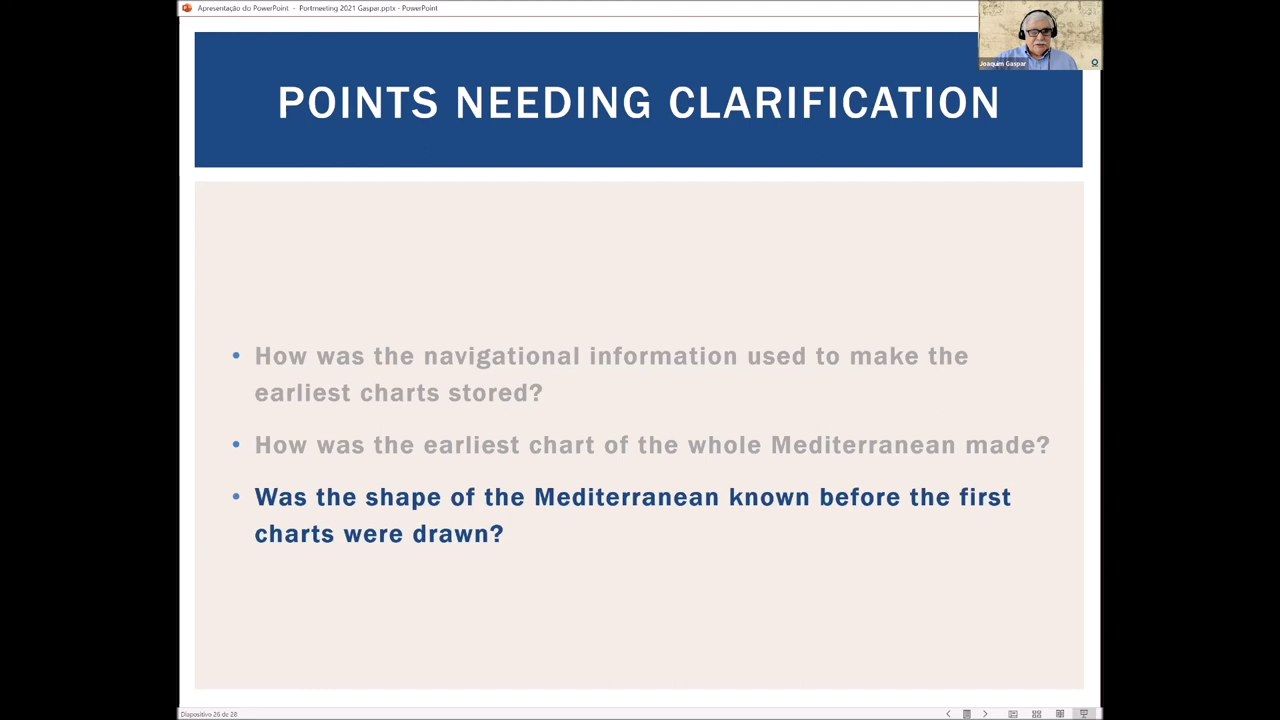 Apresentação do PowerPoint - Portmeeting 2021 Gaspar.pptx - PowerPoint
Joaquim Gaspar
POINTS NEEDING CLARIFICATION
• How was the navigational information used to make the
earliest charts stored?
• How was the earliest chart of the whole Mediterranean made?
• Was the shape of the Mediterranean known before the first
charts were drawn?
Diapositivo 26 de 28